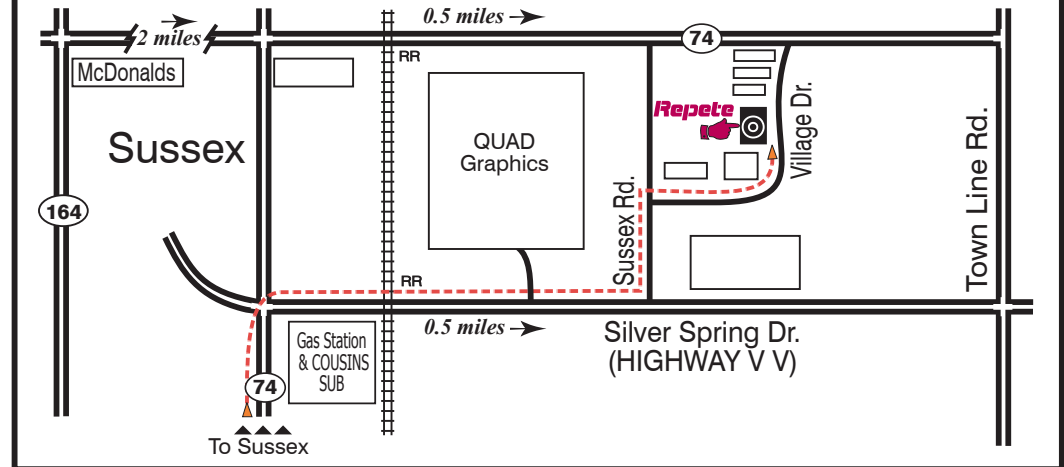 0.5 miles
2 miles
74
RR
McDonalds
Repete
Sussex
QUAD
Graphics
Village Dr.
Town Line Rd.
164
Sussex Rd.
RR
0.5 miles
Silver Spring Dr.
(HIGHWAY V V)
Gas Station
& COUSINS
SUB
74
To Sussex